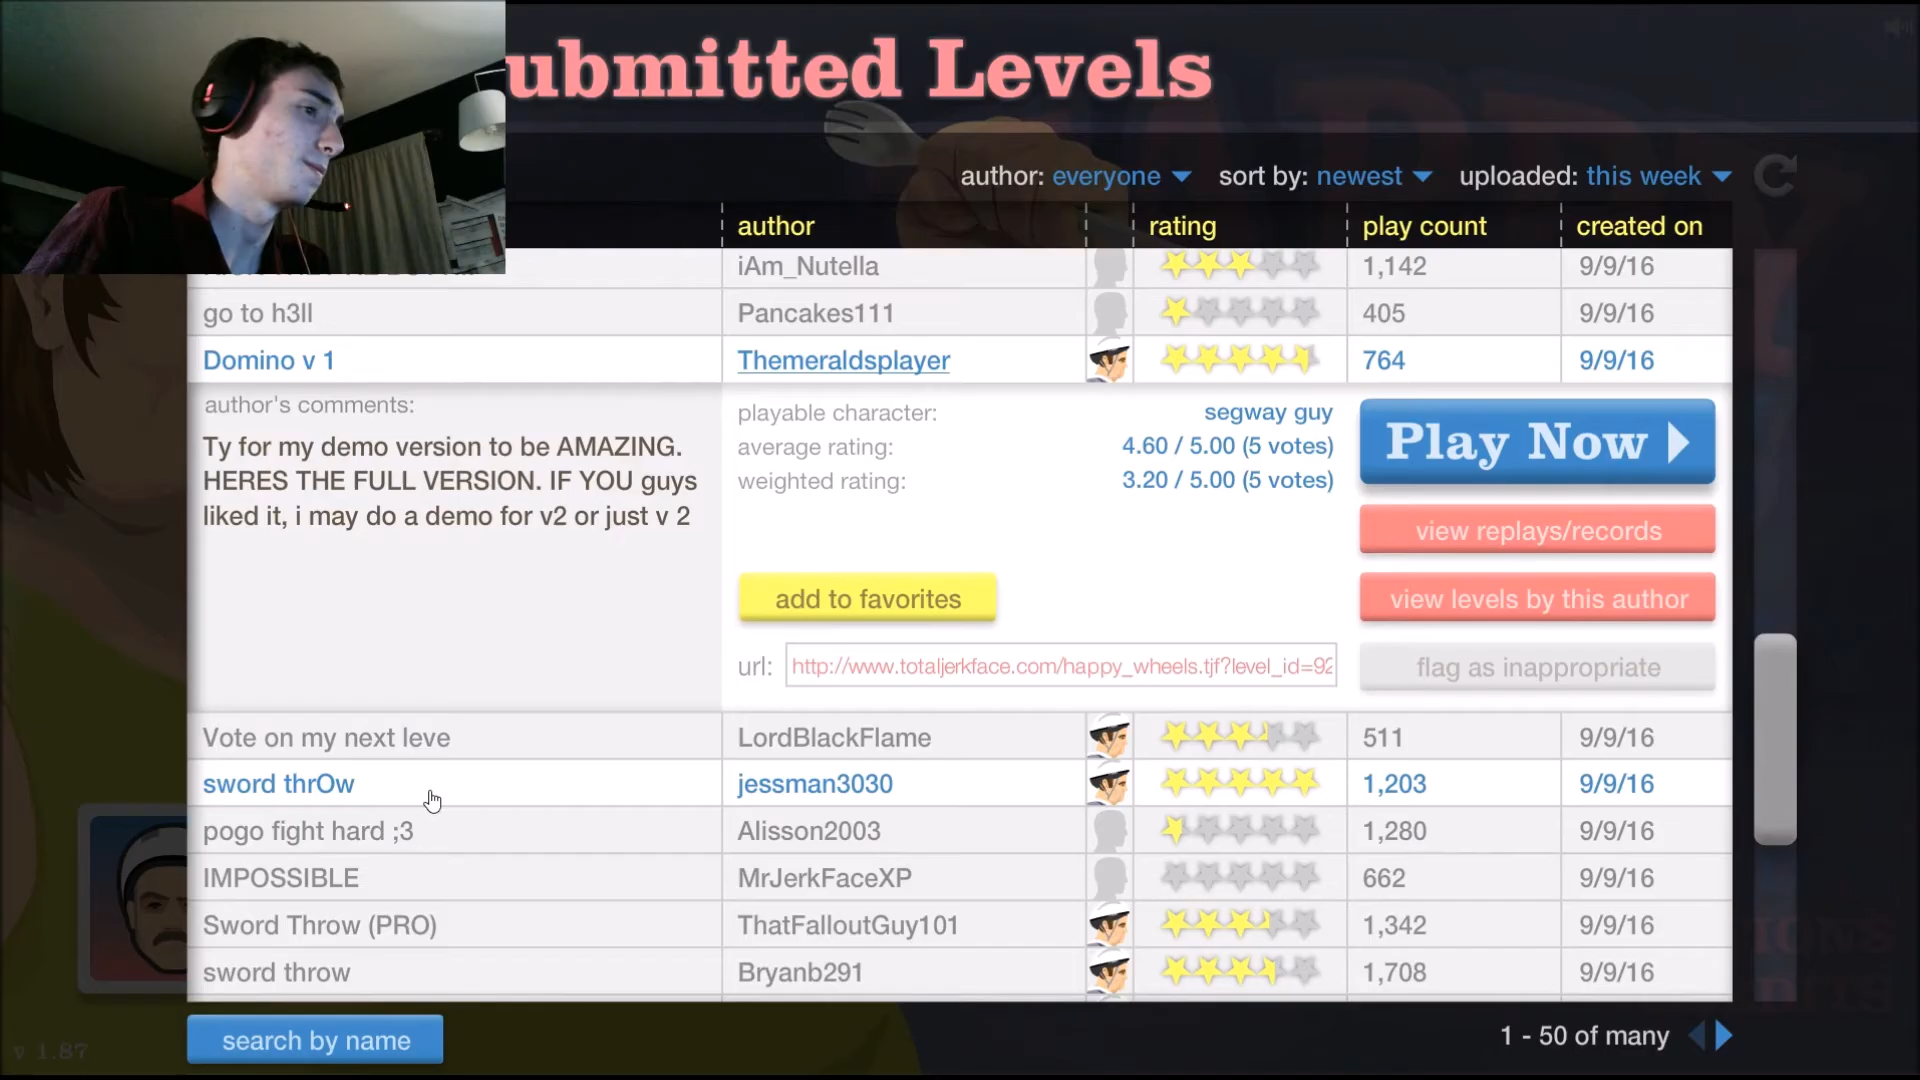 ubmitted Levels
author: everyone sort by: newest uploaded: this week
author rating play count created on
iAm_Nutella 1,142 9/9/16
go to h3ll Pancakes111 405 9/9/16
Domino v 1 Themeraldsplayer 764 9/9/16
author's comments:
Ty for my demo version to be AMAZING.
HERES THE FULL VERSION. IF YOU guys
liked it, i may do a demo for v2 or just v 2
playable character: segway guy
average rating: 4.60 / 5.00 (5 votes)
weighted rating: 3.20 / 5.00 (5 votes)
add to favorites
url: http://www.totaljerkface.com/happy_wheels.tjf?level_id=92
Play Now
view replays/records
view levels by this author
flag as inappropriate
Vote on my next leve LordBlackFlame 511 9/9/16
sword thrOw jessman3030 1,203 9/9/16
pogo fight hard ;3 Alisson2003 1,280 9/9/16
IMPOSSIBLE MrJerkFaceXP 662 9/9/16
Sword Throw (PRO) ThatFalloutGuy101 1,342 9/9/16
sword throw Bryanb291 1,708 9/9/16
search by name
1 - 50 of many
v 1.87